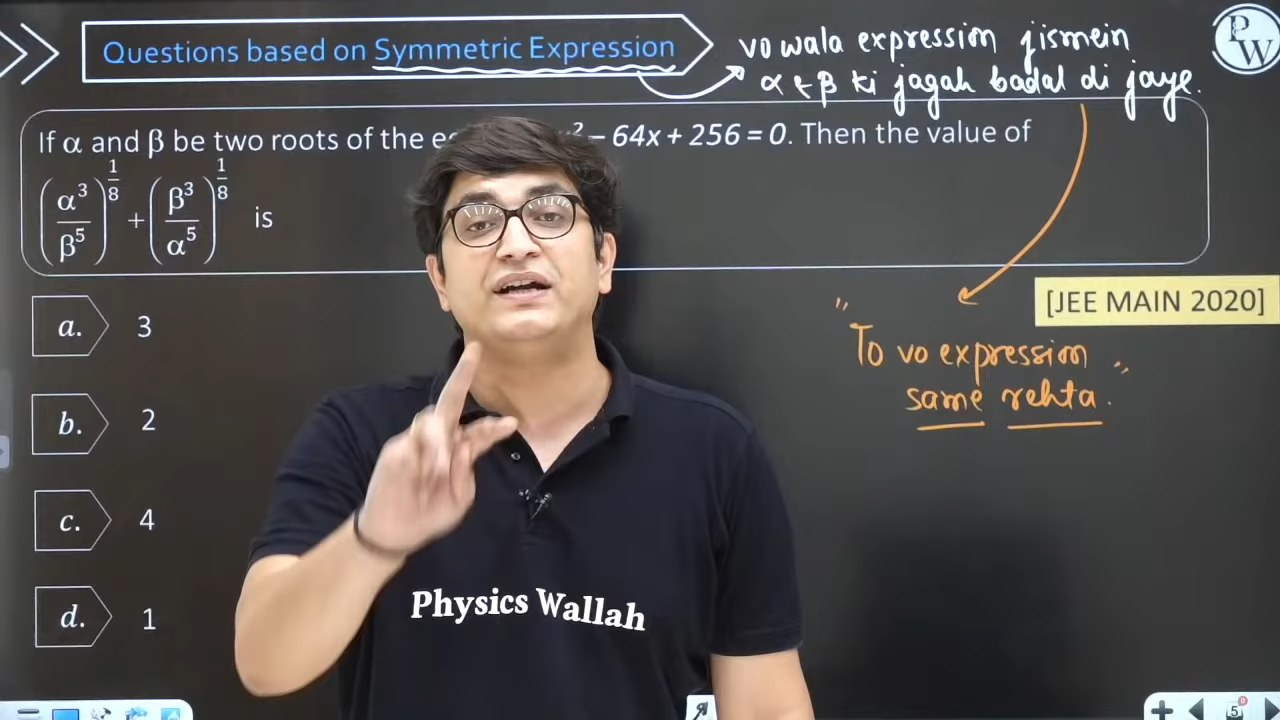 Questions based on Symmetric Expression
vo wala expression jismein
α & β ki jagah badal di jaye.
PW
If α and β be two roots of the e x² – 64x + 256 = 0. Then the value of
(α³/β⁵)^(1/8) + (β³/α⁵)^(1/8) is
[JEE MAIN 2020]
"To vo expression
same rehta."
a. 3
b. 2
c. 4
d. 1
Physics Wallah